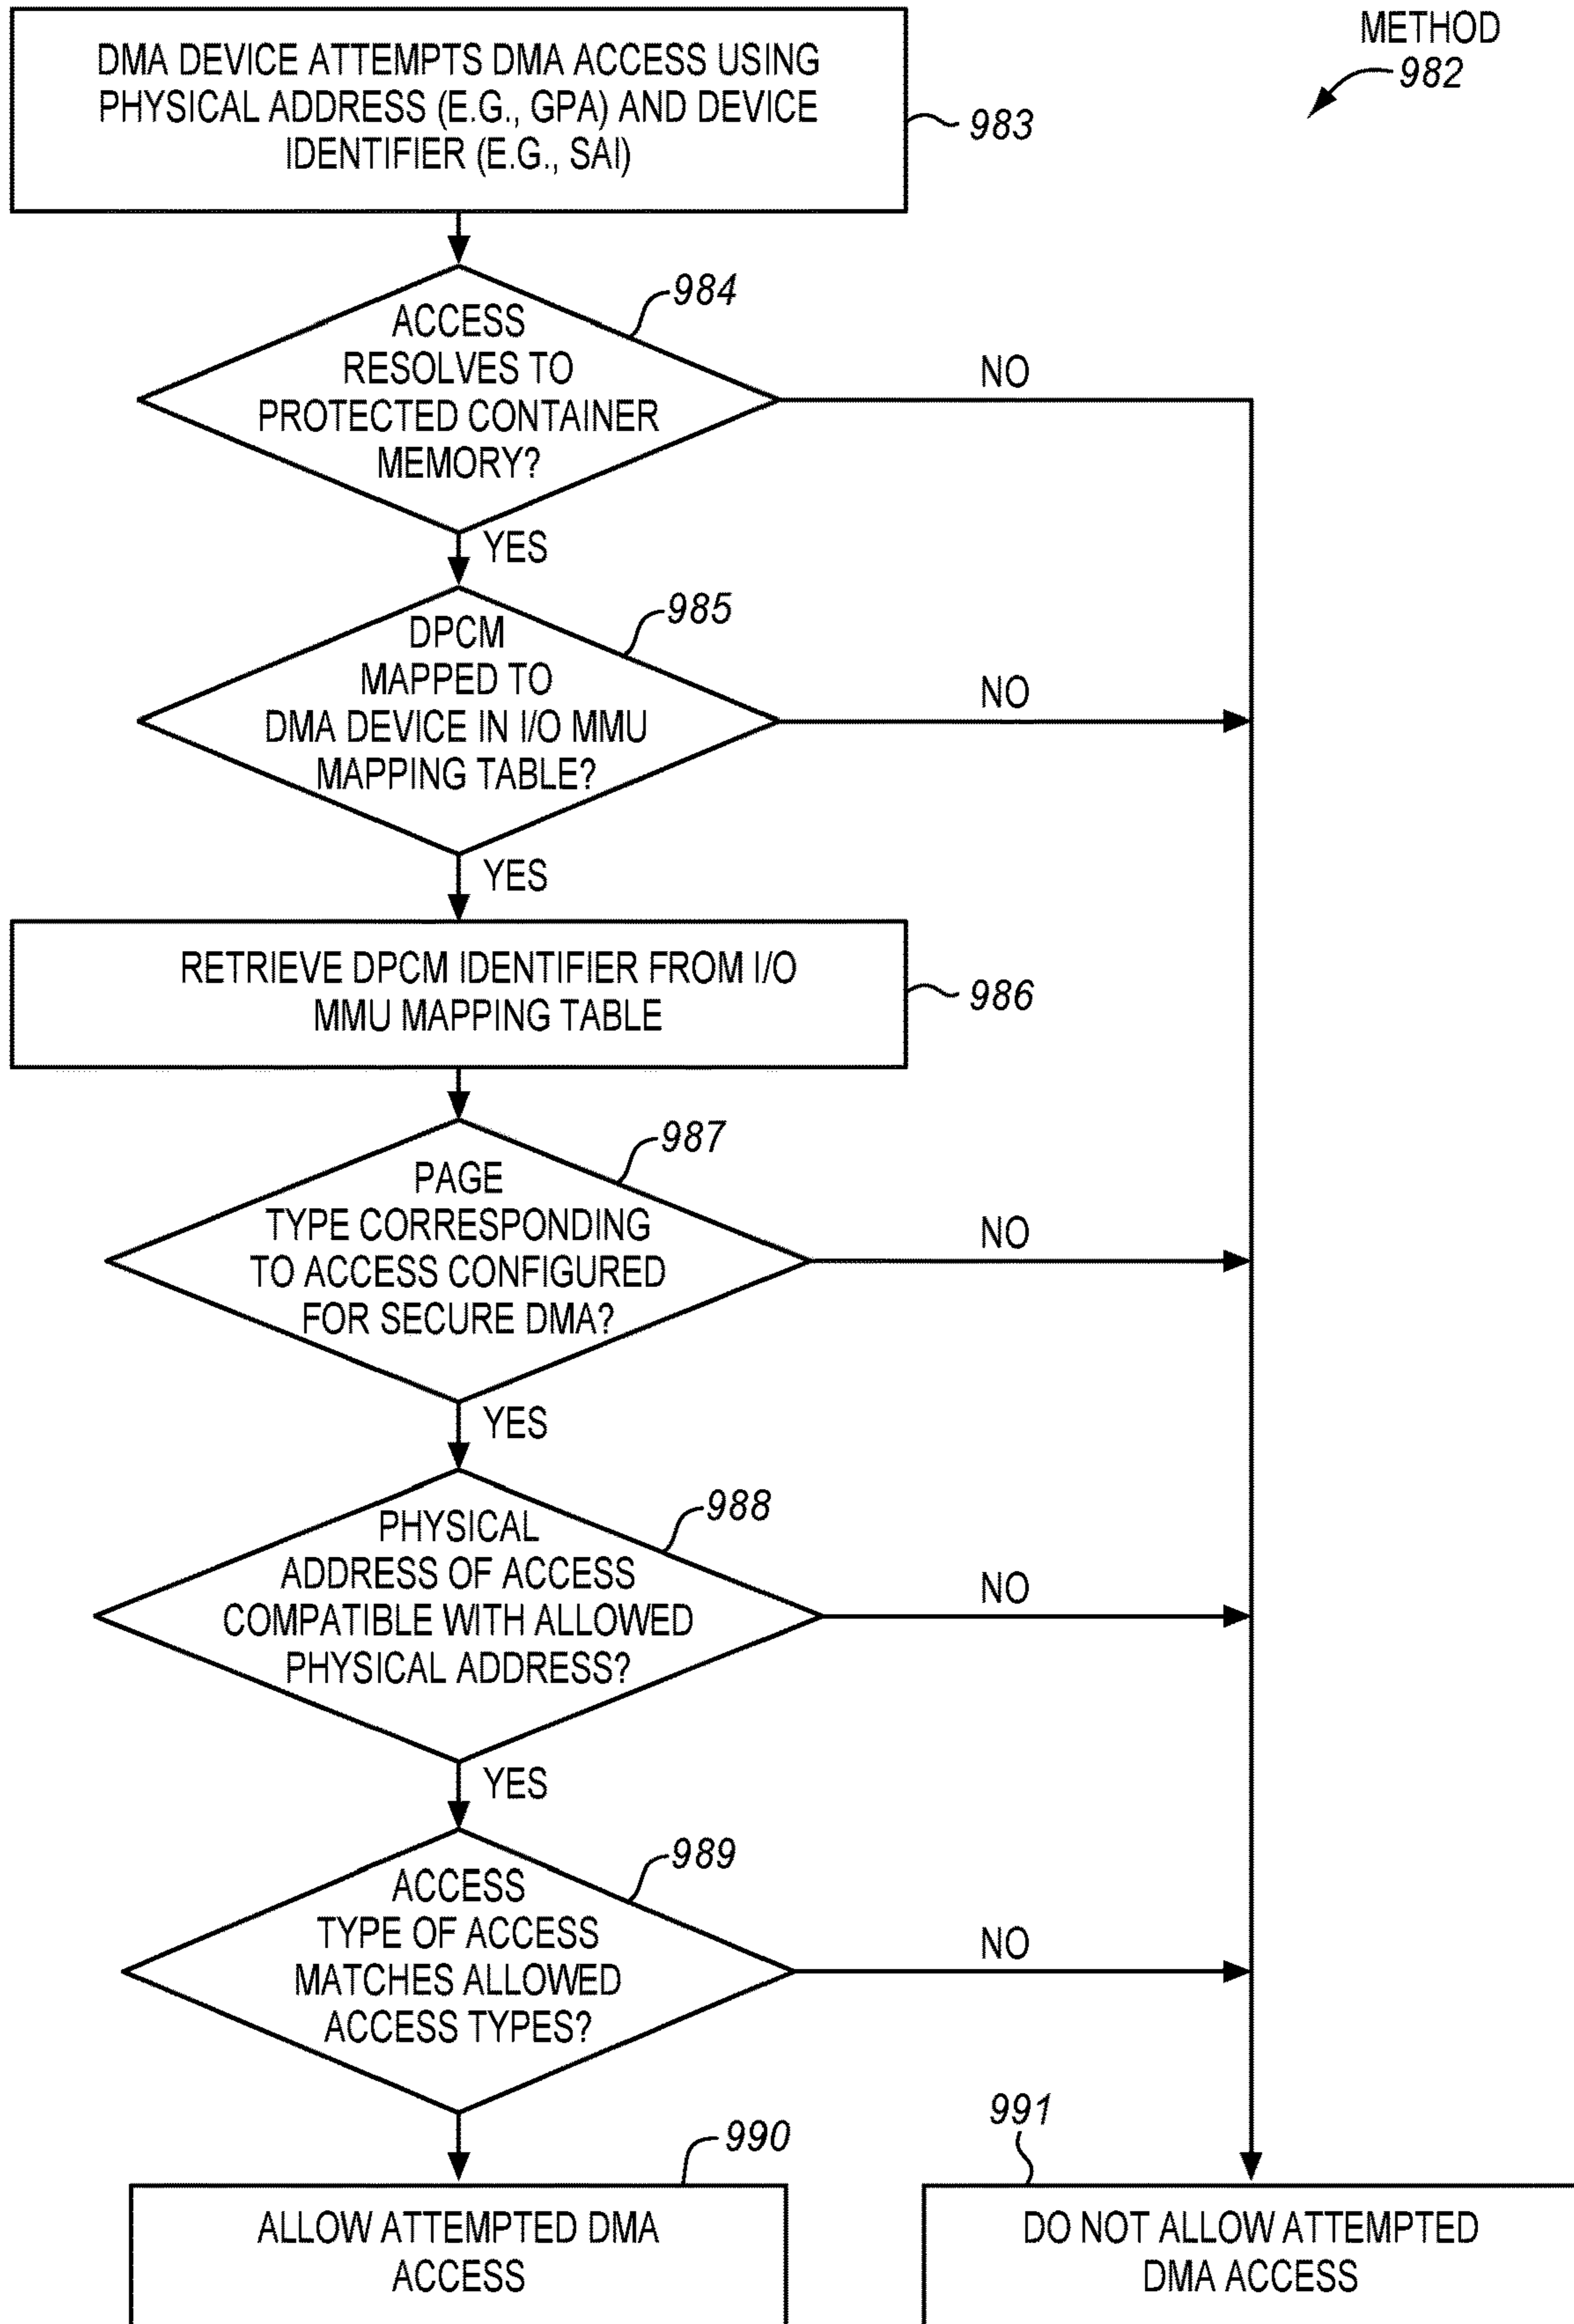 METHOD
982
DMA DEVICE ATTEMPTS DMA ACCESS USING
PHYSICAL ADDRESS (E.G., GPA) AND DEVICE
IDENTIFIER (E.G., SAI)
983
984
ACCESS
RESOLVES TO
PROTECTED CONTAINER
MEMORY?
NO
YES
985
DPCM
MAPPED TO
DMA DEVICE IN I/O MMU
MAPPING TABLE?
NO
YES
RETRIEVE DPCM IDENTIFIER FROM I/O
MMU MAPPING TABLE
986
987
PAGE
TYPE CORRESPONDING
TO ACCESS CONFIGURED
FOR SECURE DMA?
NO
YES
988
PHYSICAL
ADDRESS OF ACCESS
COMPATIBLE WITH ALLOWED
PHYSICAL ADDRESS?
NO
YES
989
ACCESS
TYPE OF ACCESS
MATCHES ALLOWED
ACCESS TYPES?
NO
990
ALLOW ATTEMPTED DMA
ACCESS
991
DO NOT ALLOW ATTEMPTED
DMA ACCESS